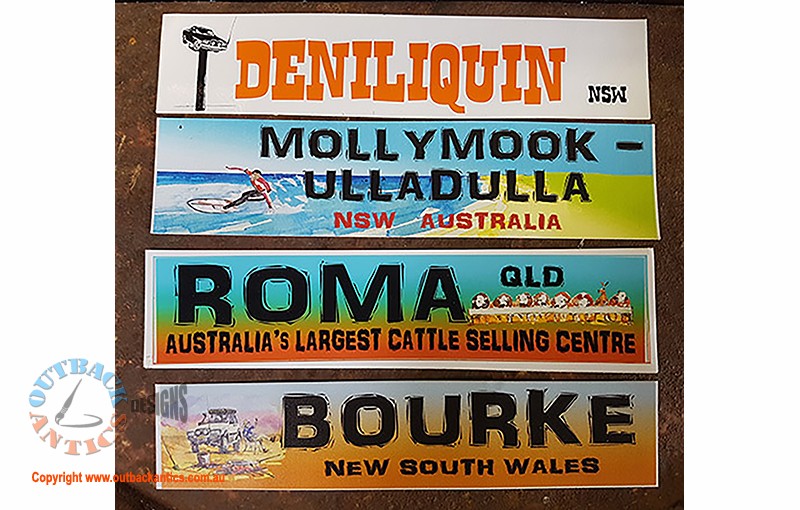 DENILIQUIN
NSW
MOLLYMOOK -
ULLADULLA
NSW AUSTRALIA
ROMA QLD
AUSTRALIA'S LARGEST CATTLE SELLING CENTRE
BOURKE
NEW SOUTH WALES
OUTBACK
ANTICS
DESIGNS
Copyright www.outbackantics.com.au